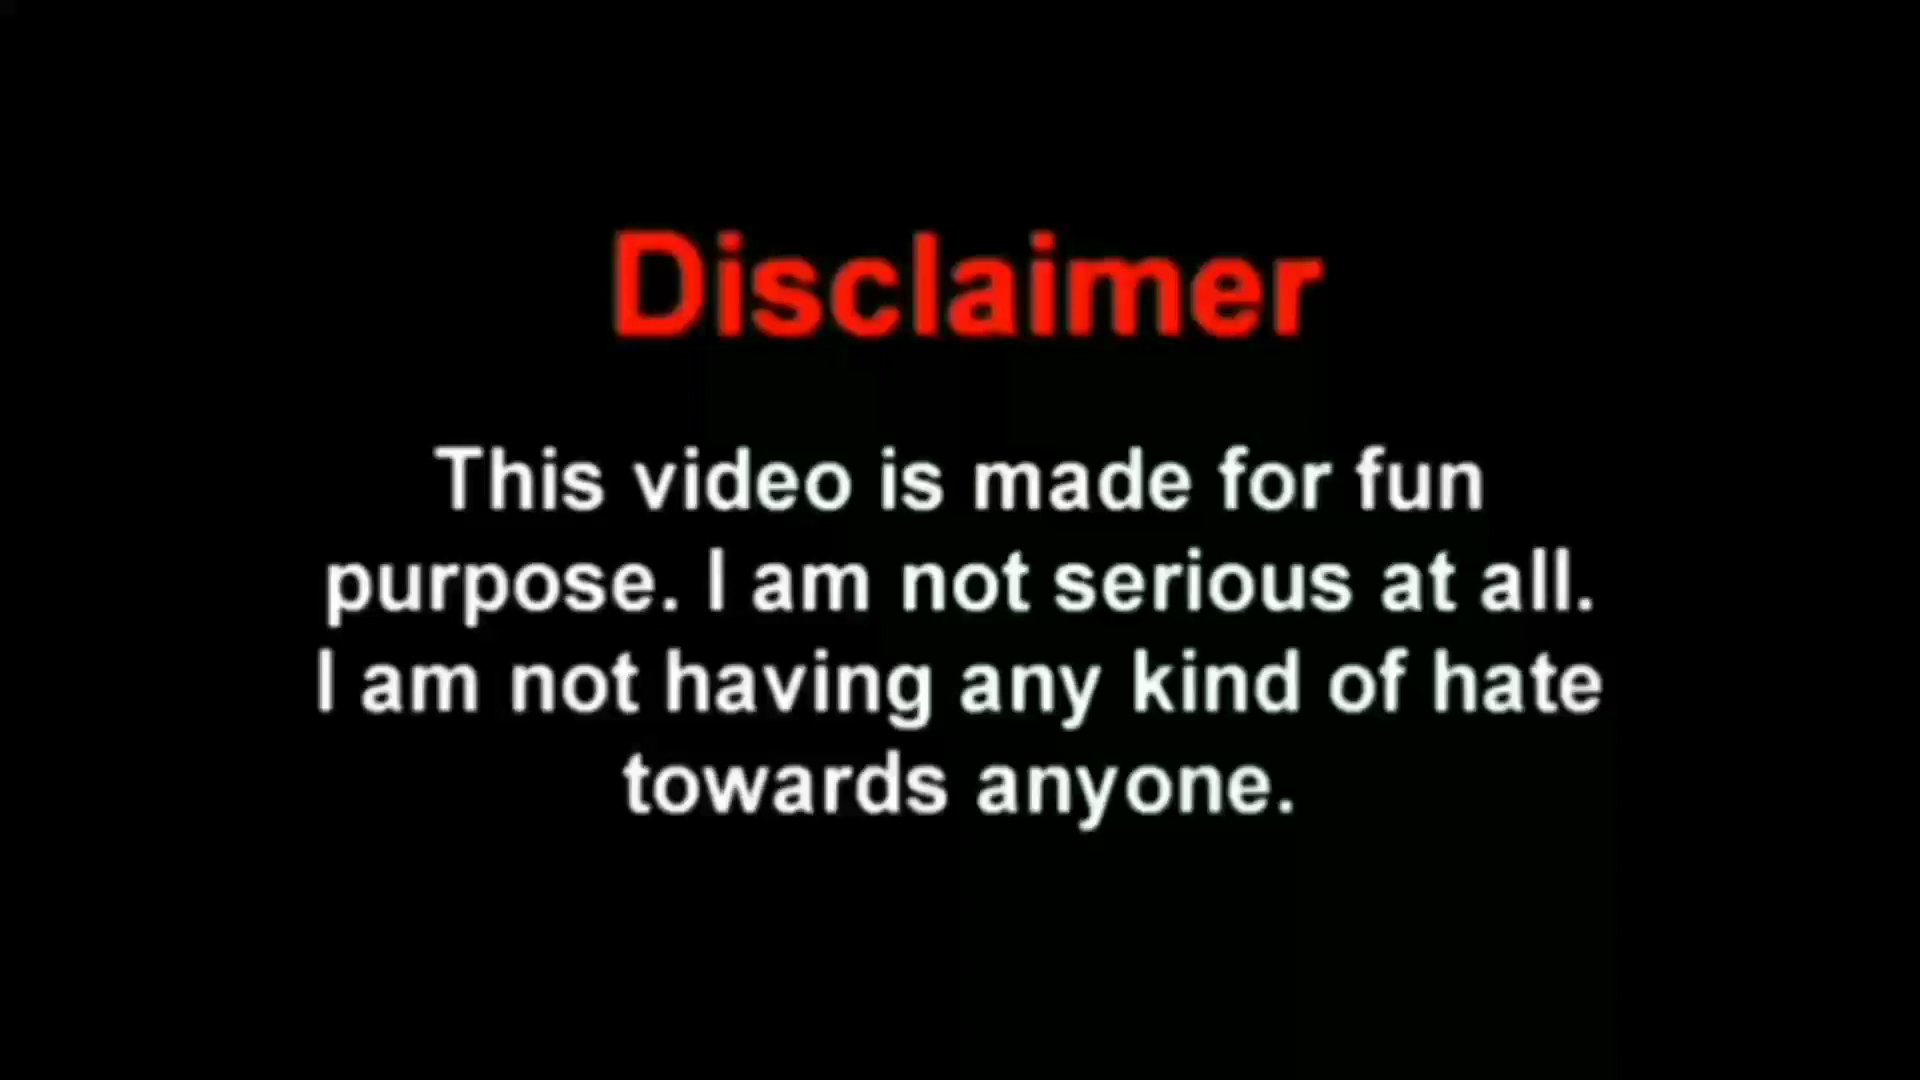 Disclaimer
This video is made for fun
purpose. I am not serious at all.
I am not having any kind of hate
towards anyone.